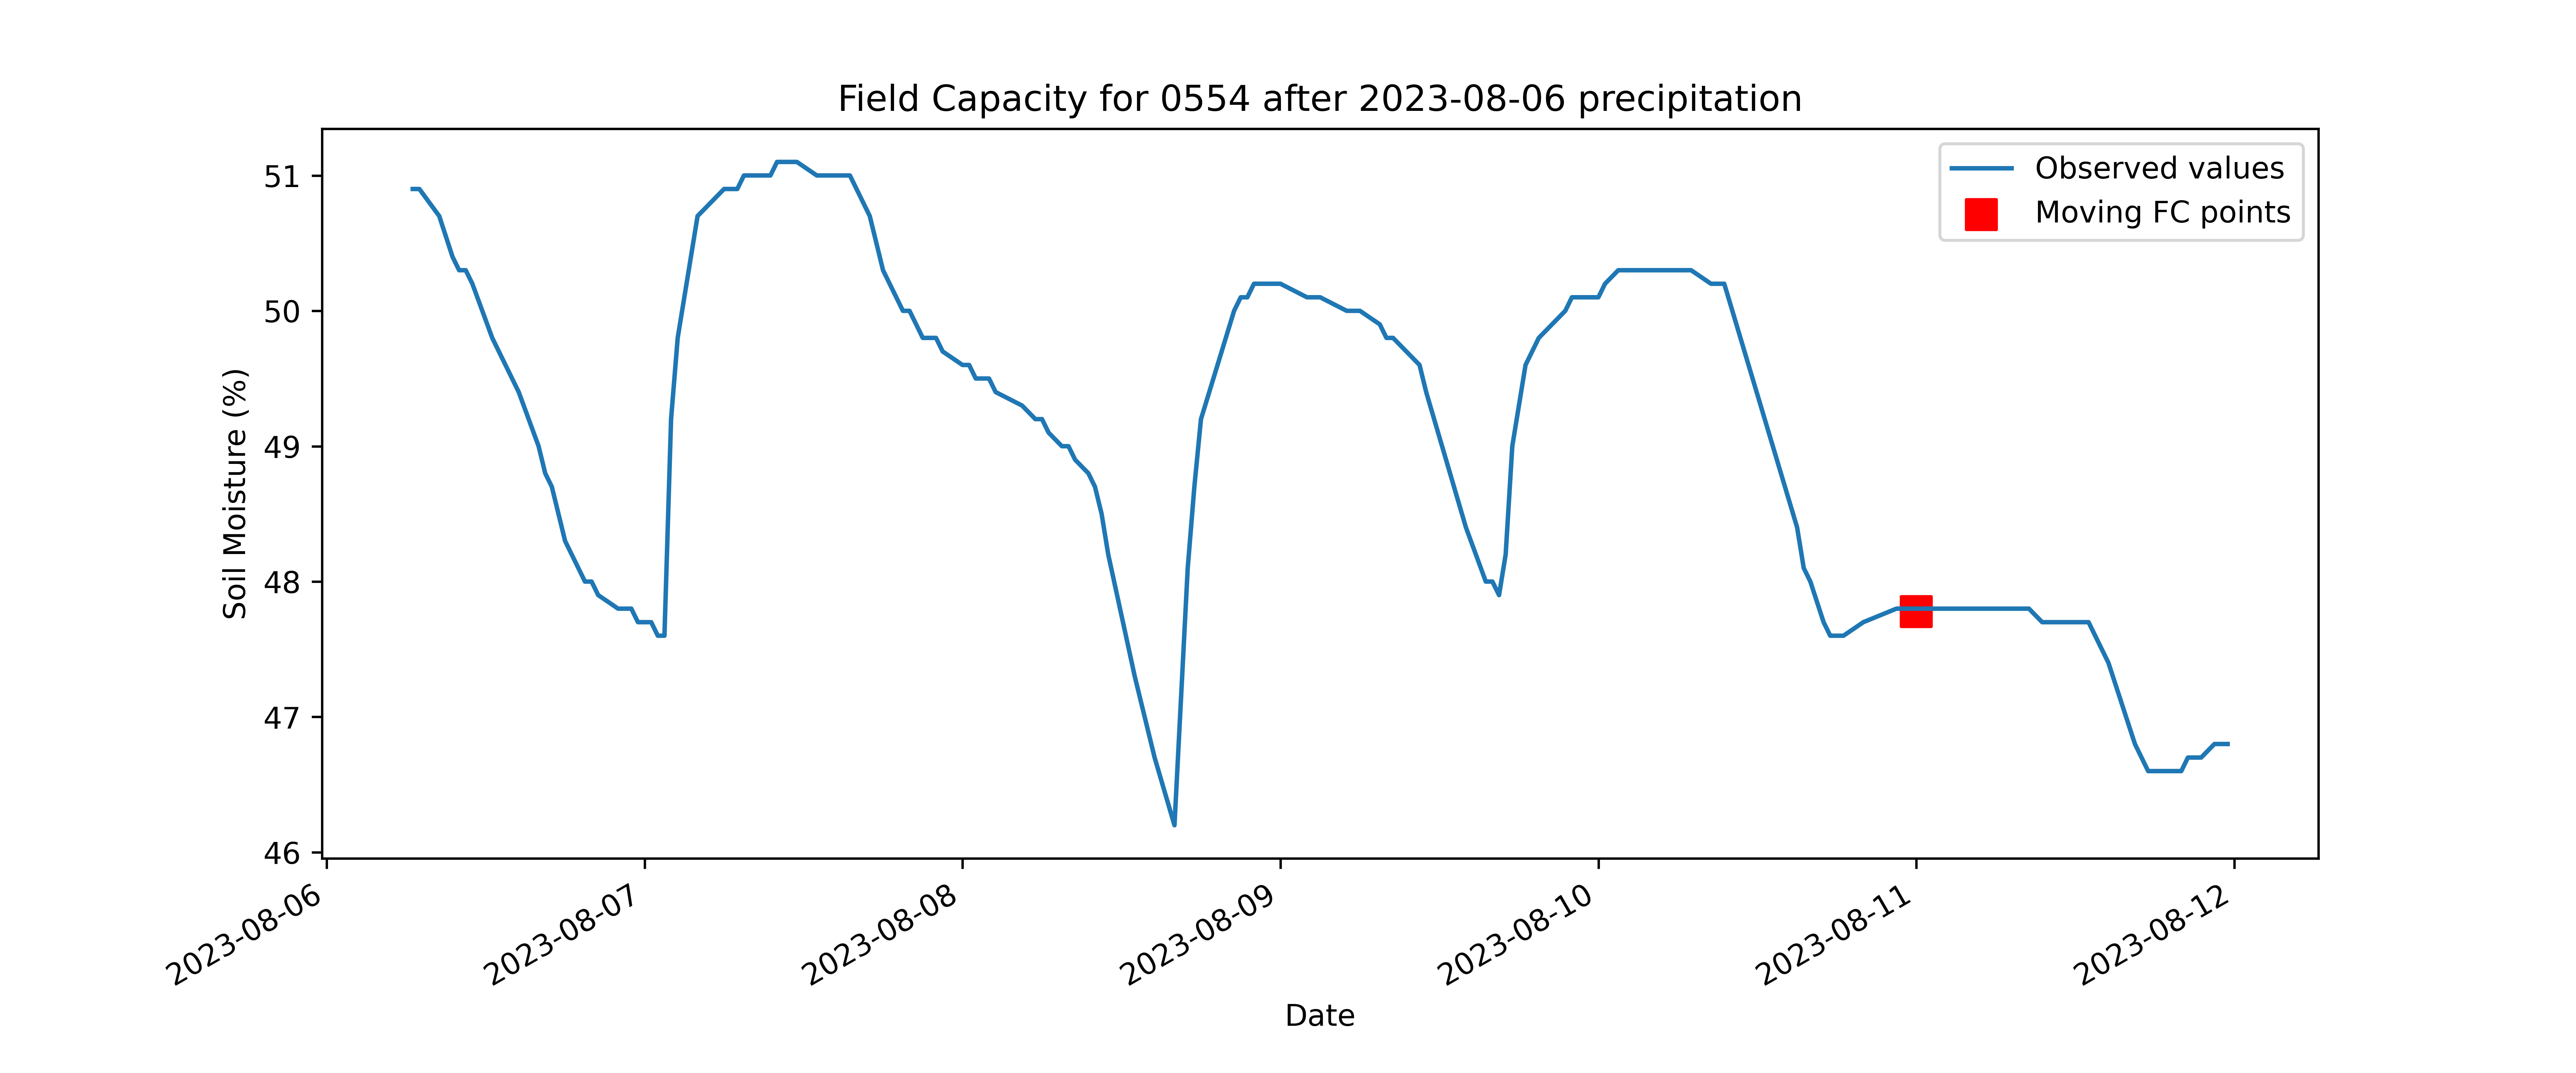 Field Capacity for 0554 after 2023-08-06 precipitation
Observed values
Moving FC points
Soil Moisture (%)
51
50
49
48
47
46
2023-08-06
2023-08-07
2023-08-08
2023-08-09
2023-08-10
2023-08-11
2023-08-12
Date